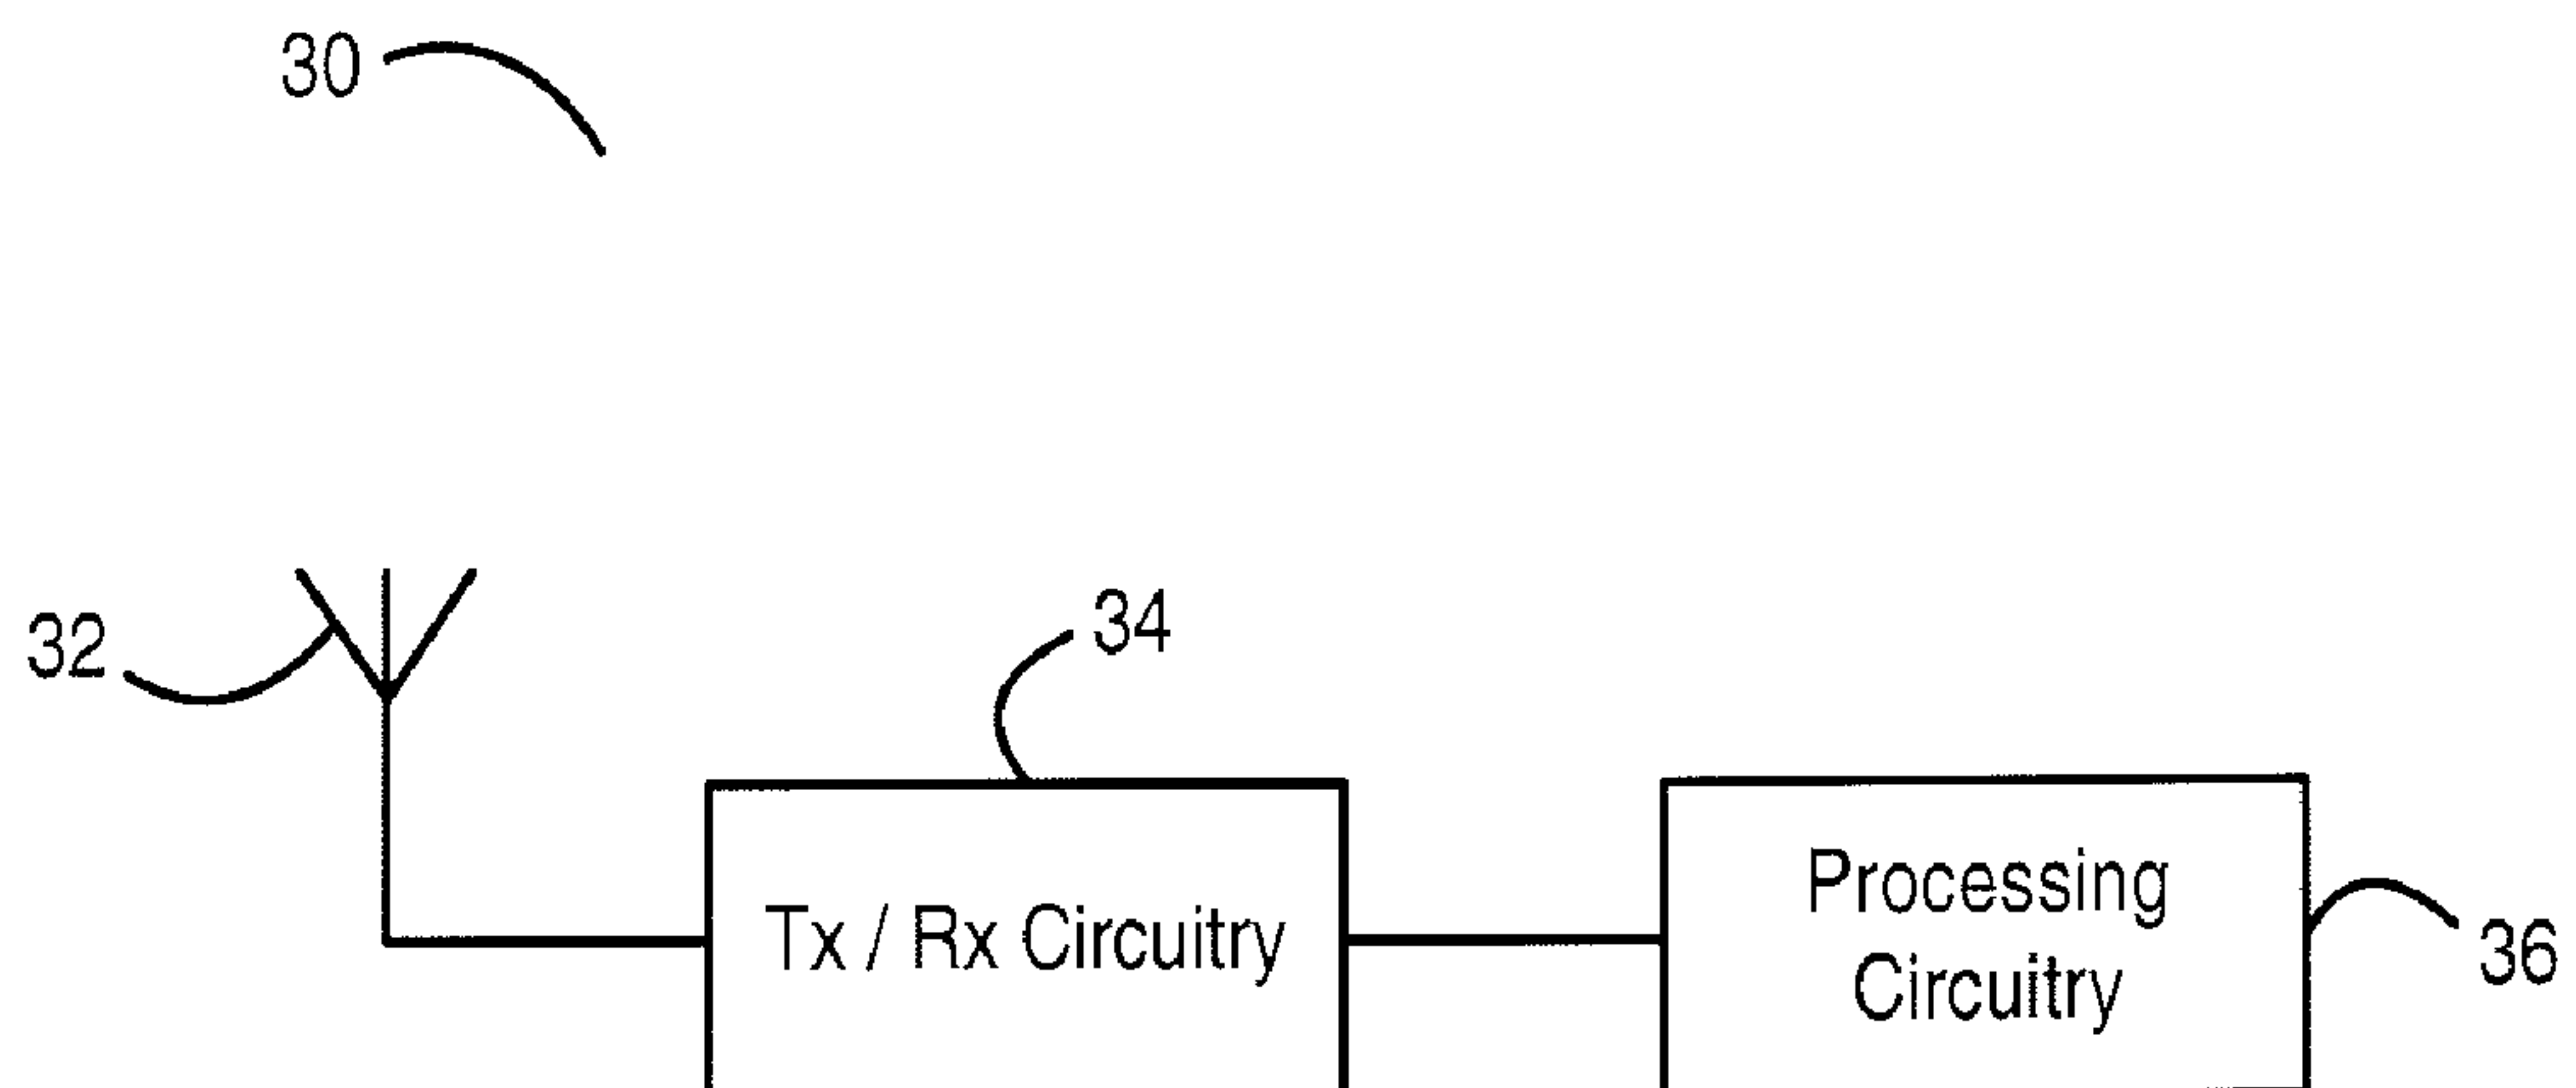 30
32
34
Tx / Rx Circuitry
Processing
Circuitry
36